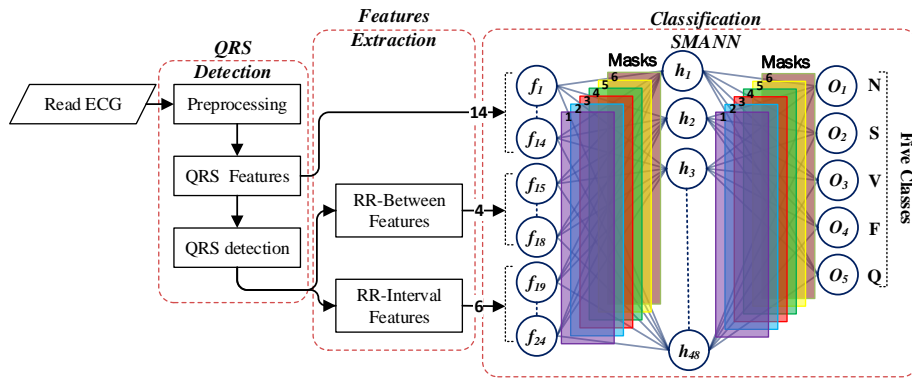 QRS
Detection
Features
Extraction
Classification
SMANN
Read ECG
Preprocessing
QRS Features
QRS detection
RR-Between
Features
RR-Interval
Features
14
4
6
f1
f14
f15
f18
f19
f24
Masks
1
2
3
4
5
6
h1
h2
h3
h48
Masks
1
2
3
4
5
6
O1 N
O2 S
O3 V
O4 F
O5 Q
Five Classes